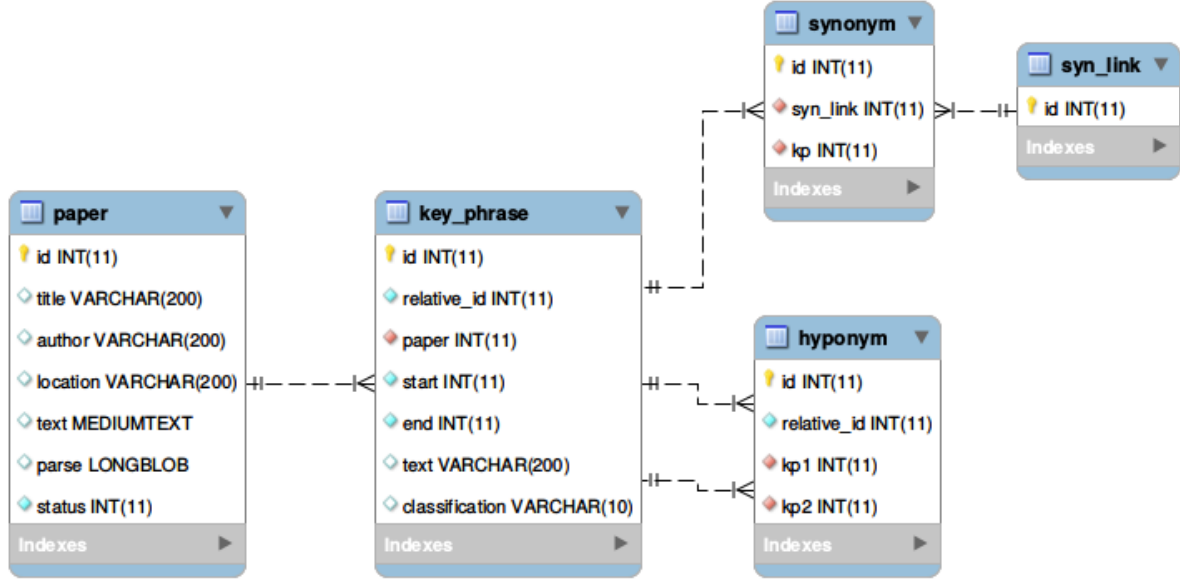 synonym
id INT(11)
syn_link INT(11)
kp INT(11)
Indexes
syn_link
id INT(11)
Indexes
paper
id INT(11)
title VARCHAR(200)
author VARCHAR(200)
location VARCHAR(200)
text MEDIUMTEXT
parse LONGBLOB
status INT(11)
Indexes
key_phrase
id INT(11)
relative_id INT(11)
paper INT(11)
start INT(11)
end INT(11)
text VARCHAR(200)
classification VARCHAR(10)
Indexes
hyponym
id INT(11)
relative_id INT(11)
kp1 INT(11)
kp2 INT(11)
Indexes